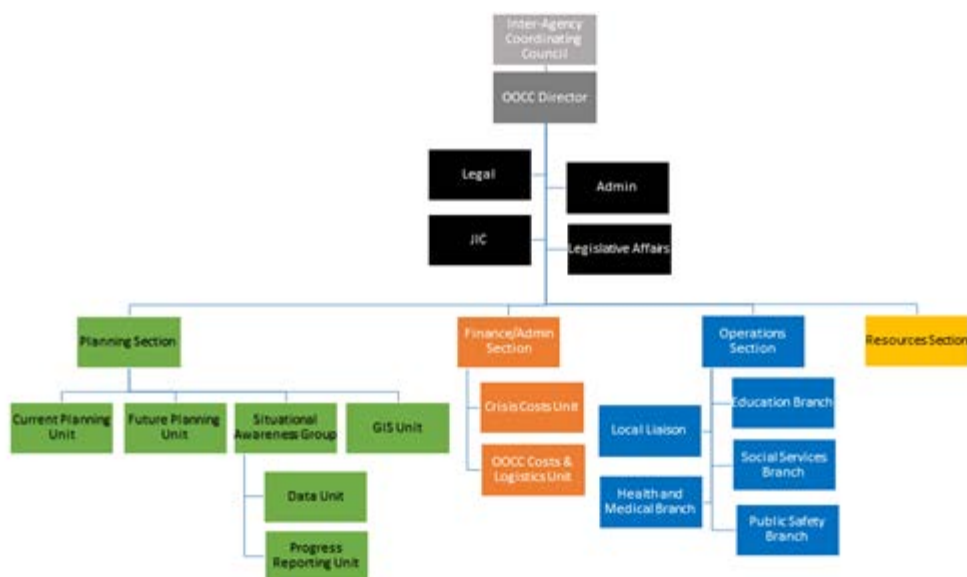 Inter-Agency
Coordinating
Council
OOCC Director
Legal
Admin
JIC
Legislative Affairs
Planning Section
Finance/Admin
Section
Operations
Section
Resources Section
Current Planning
Unit
Future Planning
Unit
Situational
Awareness Group
GIS Unit
Data Unit
Progress
Reporting Unit
Crisis Costs Unit
OOCC Costs &
Logistics Unit
Local Liaison
Education Branch
Health and
Medical Branch
Social Services
Branch
Public Safety
Branch